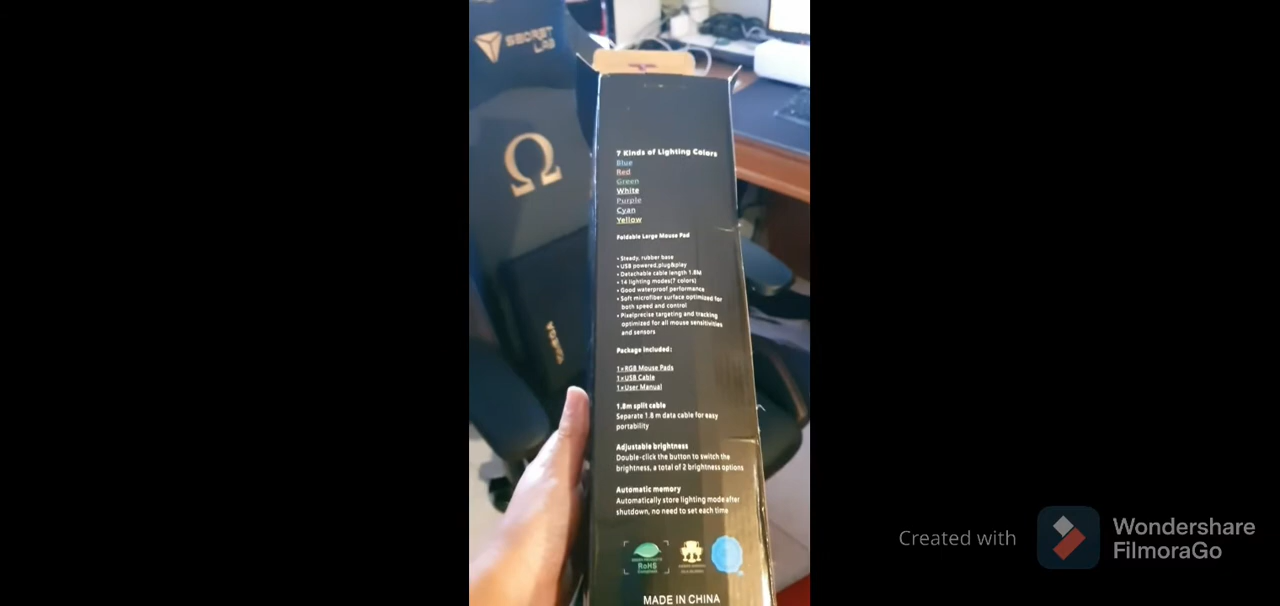 SECRET
LAB
Ω
7 Kinds of Lighting Colors
Blue
Red
Green
White
Purple
Cyan
Yellow
Foldable Large Mouse Pad
• Steady, rubber base
• USB powered,plug&play
• Detachable cable length 1.8M
• 14 lighting modes(7 colors)
• Good waterproof performance
• Soft microfiber surface optimized for
both speed and control
• Pixelprecise targeting and tracking
optimized for all mouse sensitivities
and sensors
Package included:
1×RGB Mouse Pads
1×USB Cable
1×User Manual
1.8m split cable
Separate 1.8 m data cable for easy
portability
Adjustable brightness
Double-click the button to switch the
brightness, a total of 2 brightness options
Automatic memory
Automatically store lighting mode after
shutdown, no need to set each time
RoHS
MADE IN CHINA
Created with
Wondershare
FilmoraGo